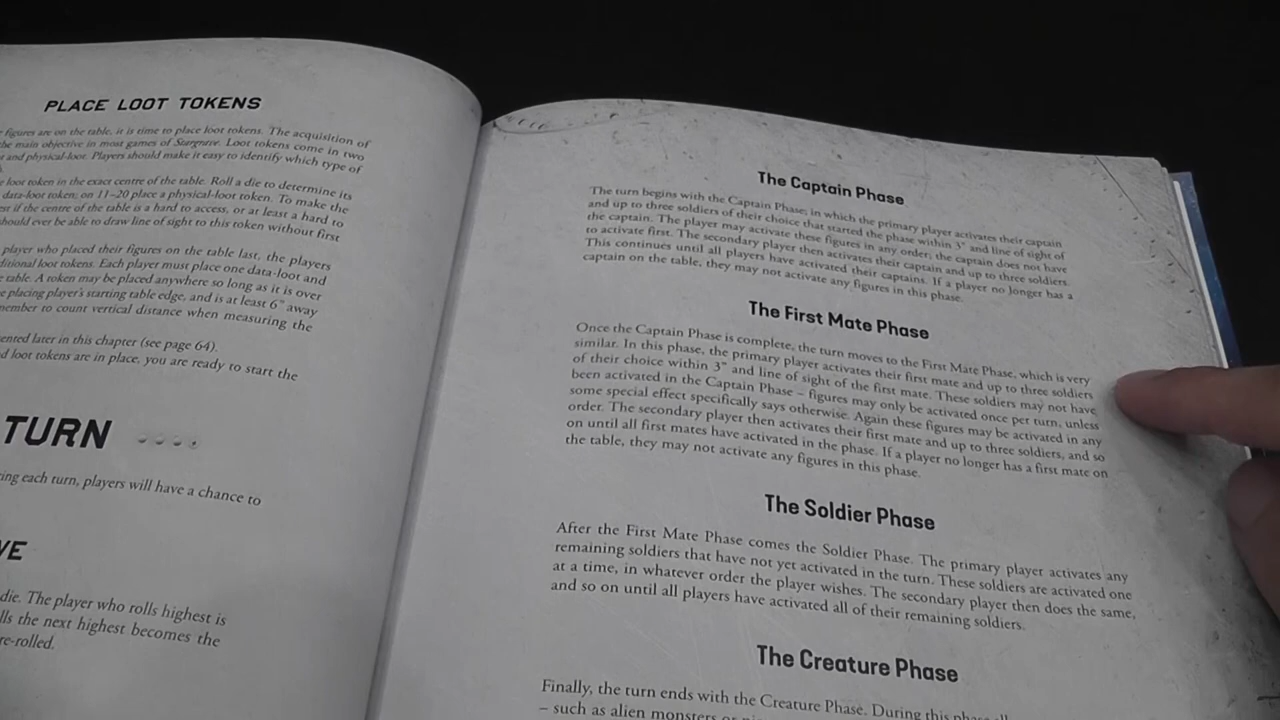 PLACE LOOT TOKENS
figures are on the table, it is time to place loot tokens. The acquisition of
the main objective in most games of Stargrave. Loot tokens come in two
and physical-loot. Players should make it easy to identify which type of
loot token in the exact centre of the table. Roll a die to determine its
data-loot token; on 11–20 place a physical-loot token. To make the
if the centre of the table is a hard to access, or at least a hard to
should ever be able to draw line of sight to this token without first
player who placed their figures on the table last, the players
loot tokens. Each player must place one data-loot and
table. A token may be placed anywhere so long as it is over
placing player's starting table edge, and is at least 6" away
to count vertical distance when measuring the
later in this chapter (see page 64).
loot tokens are in place, you are ready to start the
TURN
each turn, players will have a chance to
die. The player who rolls highest is
the next highest becomes the
re-rolled.
The Captain Phase
The turn begins with the Captain Phase, in which the primary player activates their captain
and up to three soldiers of their choice that started the phase within 3" and line of sight of
the captain. The player may activate these figures in any order; the captain does not have
to activate first. The secondary player then activates their captain and up to three soldiers.
This continues until all players have activated their captains. If a player no longer has a
captain on the table, they may not activate any figures in this phase.
The First Mate Phase
Once the Captain Phase is complete, the turn moves to the First Mate Phase, which is very
similar. In this phase, the primary player activates their first mate and up to three soldiers
of their choice within 3" and line of sight of the first mate. These soldiers may not have
been activated in the Captain Phase – figures may only be activated once per turn, unless
some special effect specifically says otherwise. Again these figures may be activated in any
order. The secondary player then activates their first mate and up to three soldiers, and so
on until all first mates have activated in the phase. If a player no longer has a first mate on
the table, they may not activate any figures in this phase.
The Soldier Phase
After the First Mate Phase comes the Soldier Phase. The primary player activates any
remaining soldiers that have not yet activated in the turn. These soldiers are activated one
at a time, in whatever order the player wishes. The secondary player then does the same,
and so on until all players have activated all of their remaining soldiers.
The Creature Phase
Finally, the turn ends with the Creature Phase. During this phase all
– such as alien monsters or